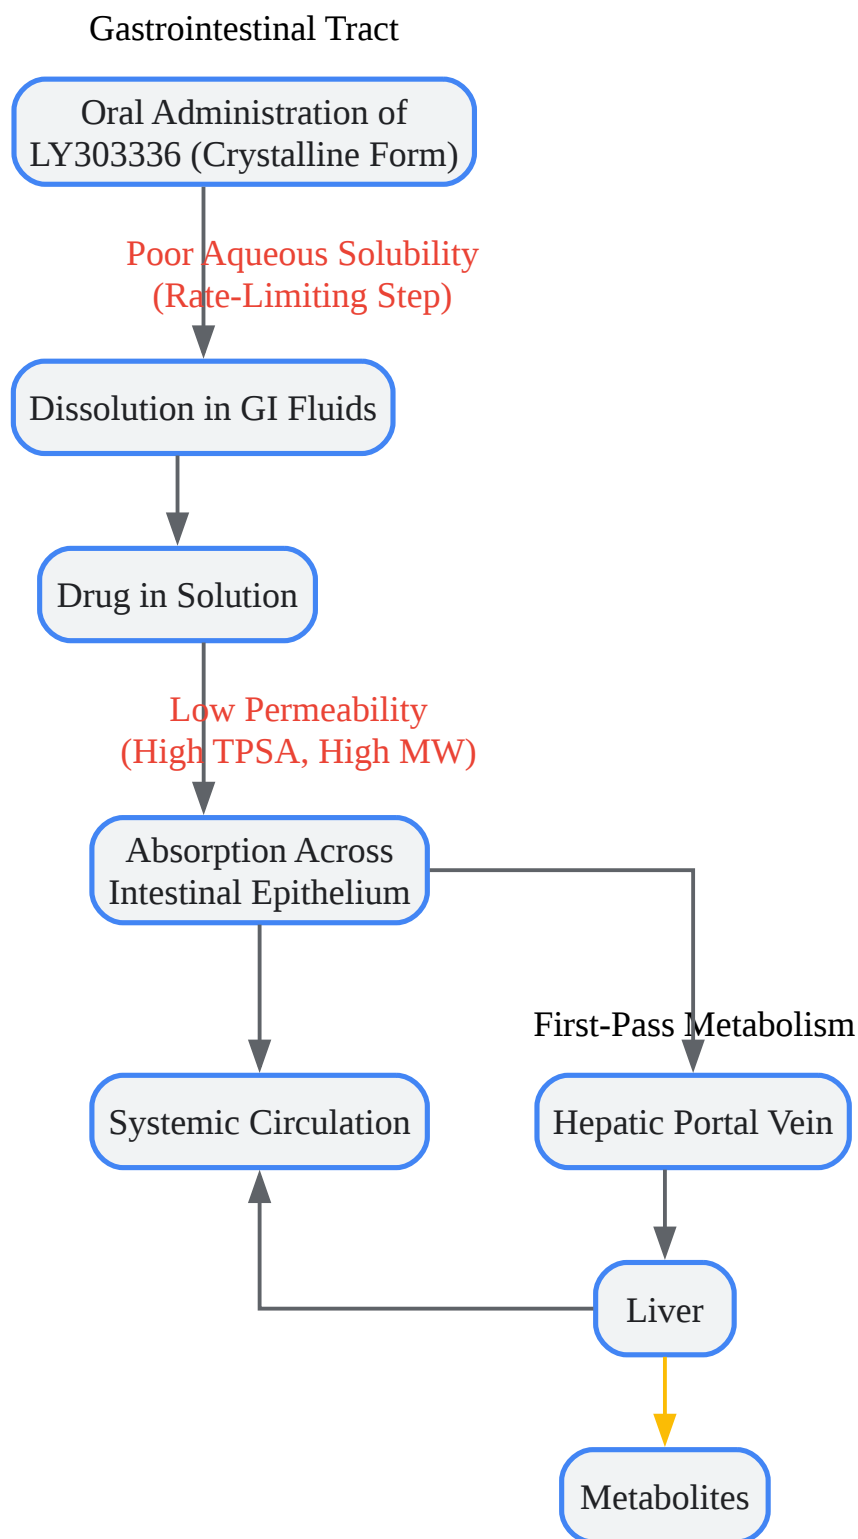 Gastrointestinal Tract
Oral Administration of
LY303336 (Crystalline Form)
Poor Aqueous Solubility
(Rate-Limiting Step)
Dissolution in GI Fluids
Drug in Solution
Low Permeability
(High TPSA, High MW)
Absorption Across
Intestinal Epithelium
First-Pass Metabolism
Systemic Circulation
Hepatic Portal Vein
Liver
Metabolites